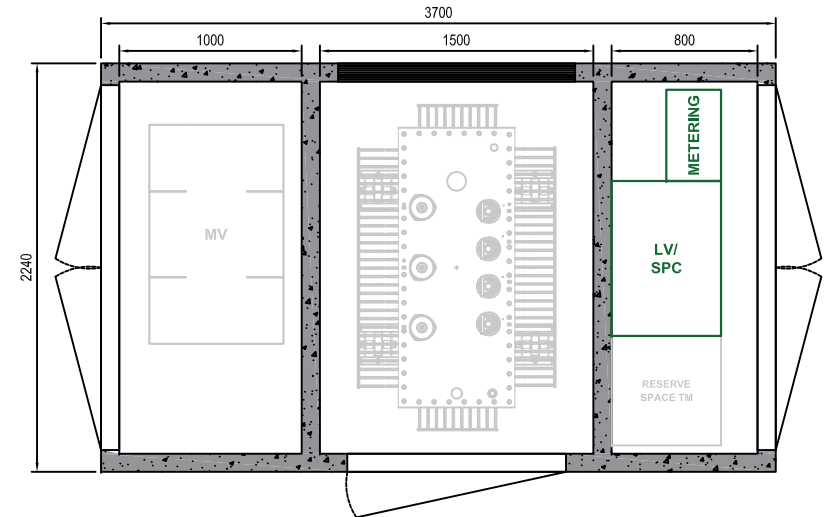 3700
1000
1500
800
2240
METERING
MV
LV/
SPC
RESERVE
SPACE TM